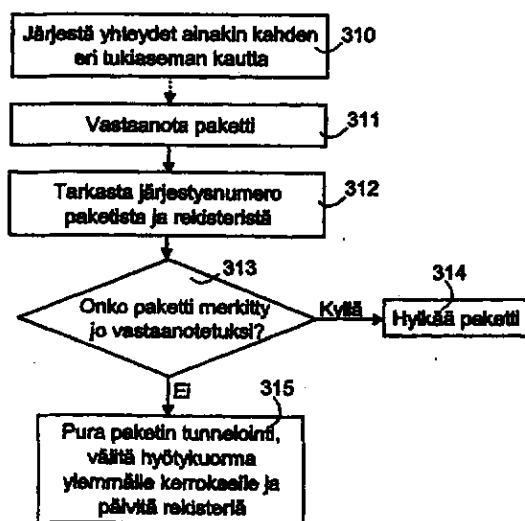 Järjestä yhteydet ainakin kahden
eri tukiaseman kautta
310
Vastaanota paketti
311
Tarkasta järjestysnumero
paketista ja rekisteristä
312
313
Onko paketti merkitty
jo vastaanotetuksi?
Kyllä
314
Hylkää paketti
Ei
315
Pura paketin tunnelointi,
välitä hyötykuorma
ylemmälle kerrokselle ja
päivitä rekisteriä